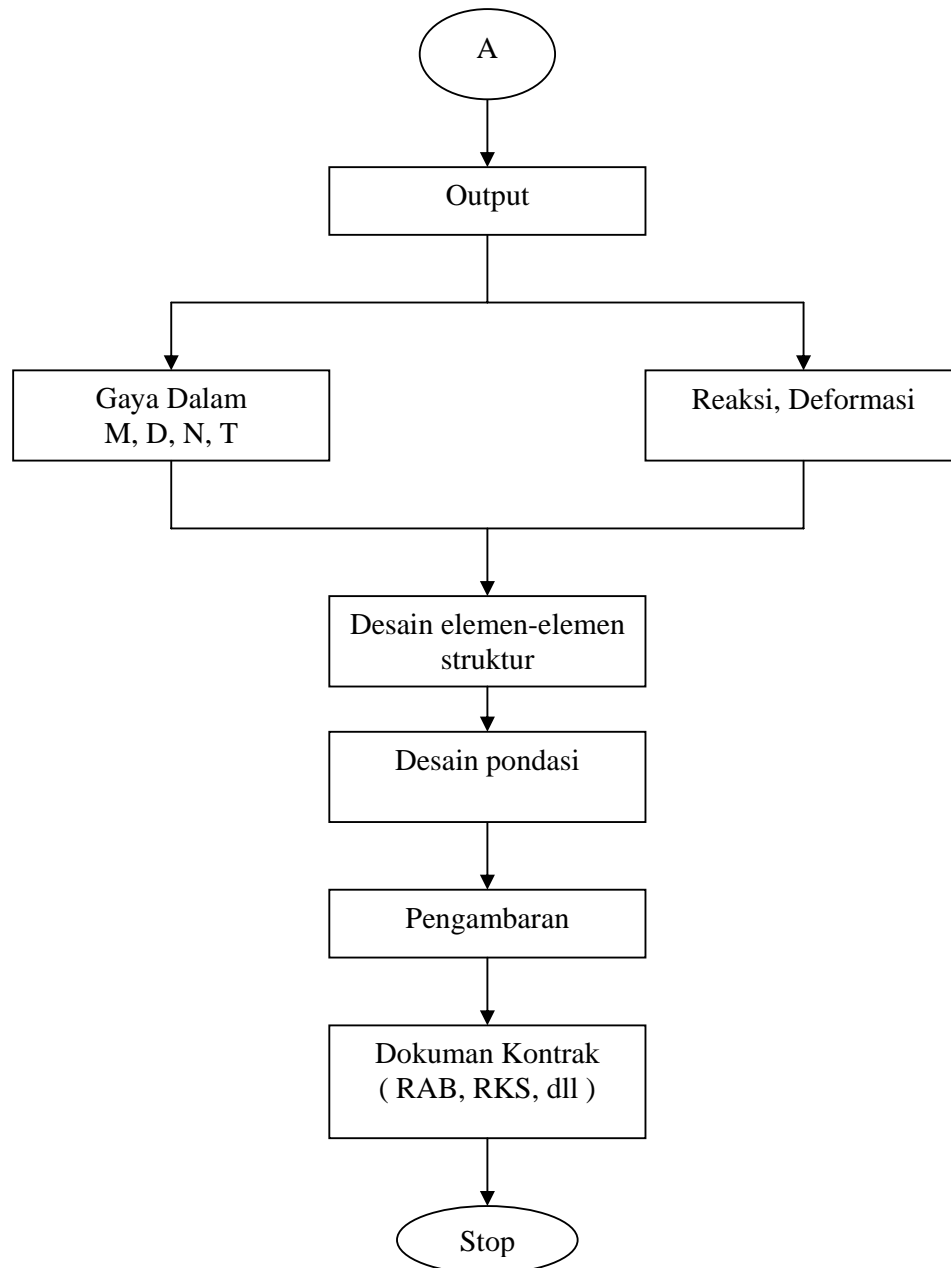 A
Output
Gaya Dalam
M, D, N, T
Reaksi, Deformasi
Desain elemen-elemen
struktur
Desain pondasi
Pengambaran
Dokuman Kontrak
( RAB, RKS, dll )
Stop